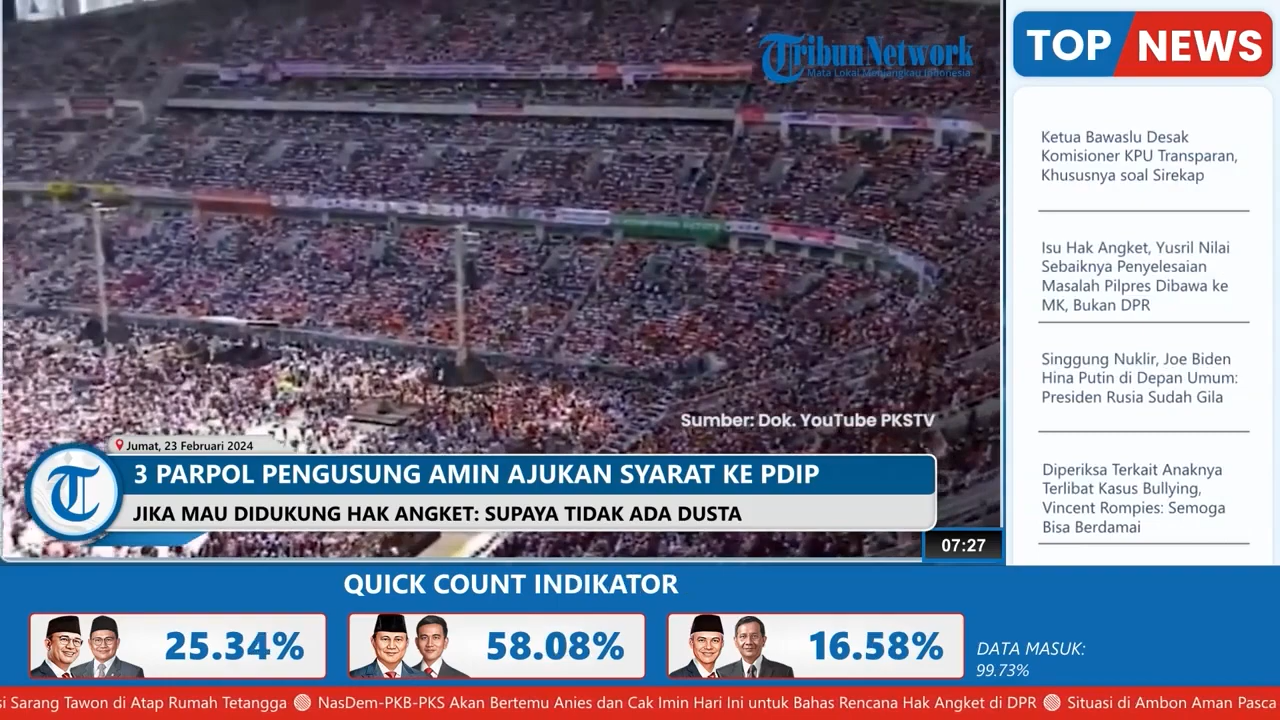 TribunNetwork
Mata Lokal Menjangkau Indonesia
TOP NEWS
Ketua Bawaslu Desak
Komisioner KPU Transparan,
Khususnya soal Sirekap
Isu Hak Angket, Yusril Nilai
Sebaiknya Penyelesaian
Masalah Pilpres Dibawa ke
MK, Bukan DPR
Singgung Nuklir, Joe Biden
Hina Putin di Depan Umum:
Presiden Rusia Sudah Gila
Diperiksa Terkait Anaknya
Terlibat Kasus Bullying,
Vincent Rompies: Semoga
Bisa Berdamai
Sumber: Dok. YouTube PKSTV
Jumat, 23 Februari 2024
T
3 PARPOL PENGUSUNG AMIN AJUKAN SYARAT KE PDIP
JIKA MAU DIDUKUNG HAK ANGKET: SUPAYA TIDAK ADA DUSTA
07:27
QUICK COUNT INDIKATOR
25.34% 58.08% 16.58%
DATA MASUK:
99.73%
si Sarang Tawon di Atap Rumah Tetangga NasDem-PKB-PKS Akan Bertemu Anies dan Cak Imin Hari Ini untuk Bahas Rencana Hak Angket di DPR Situasi di Ambon Aman Pasca